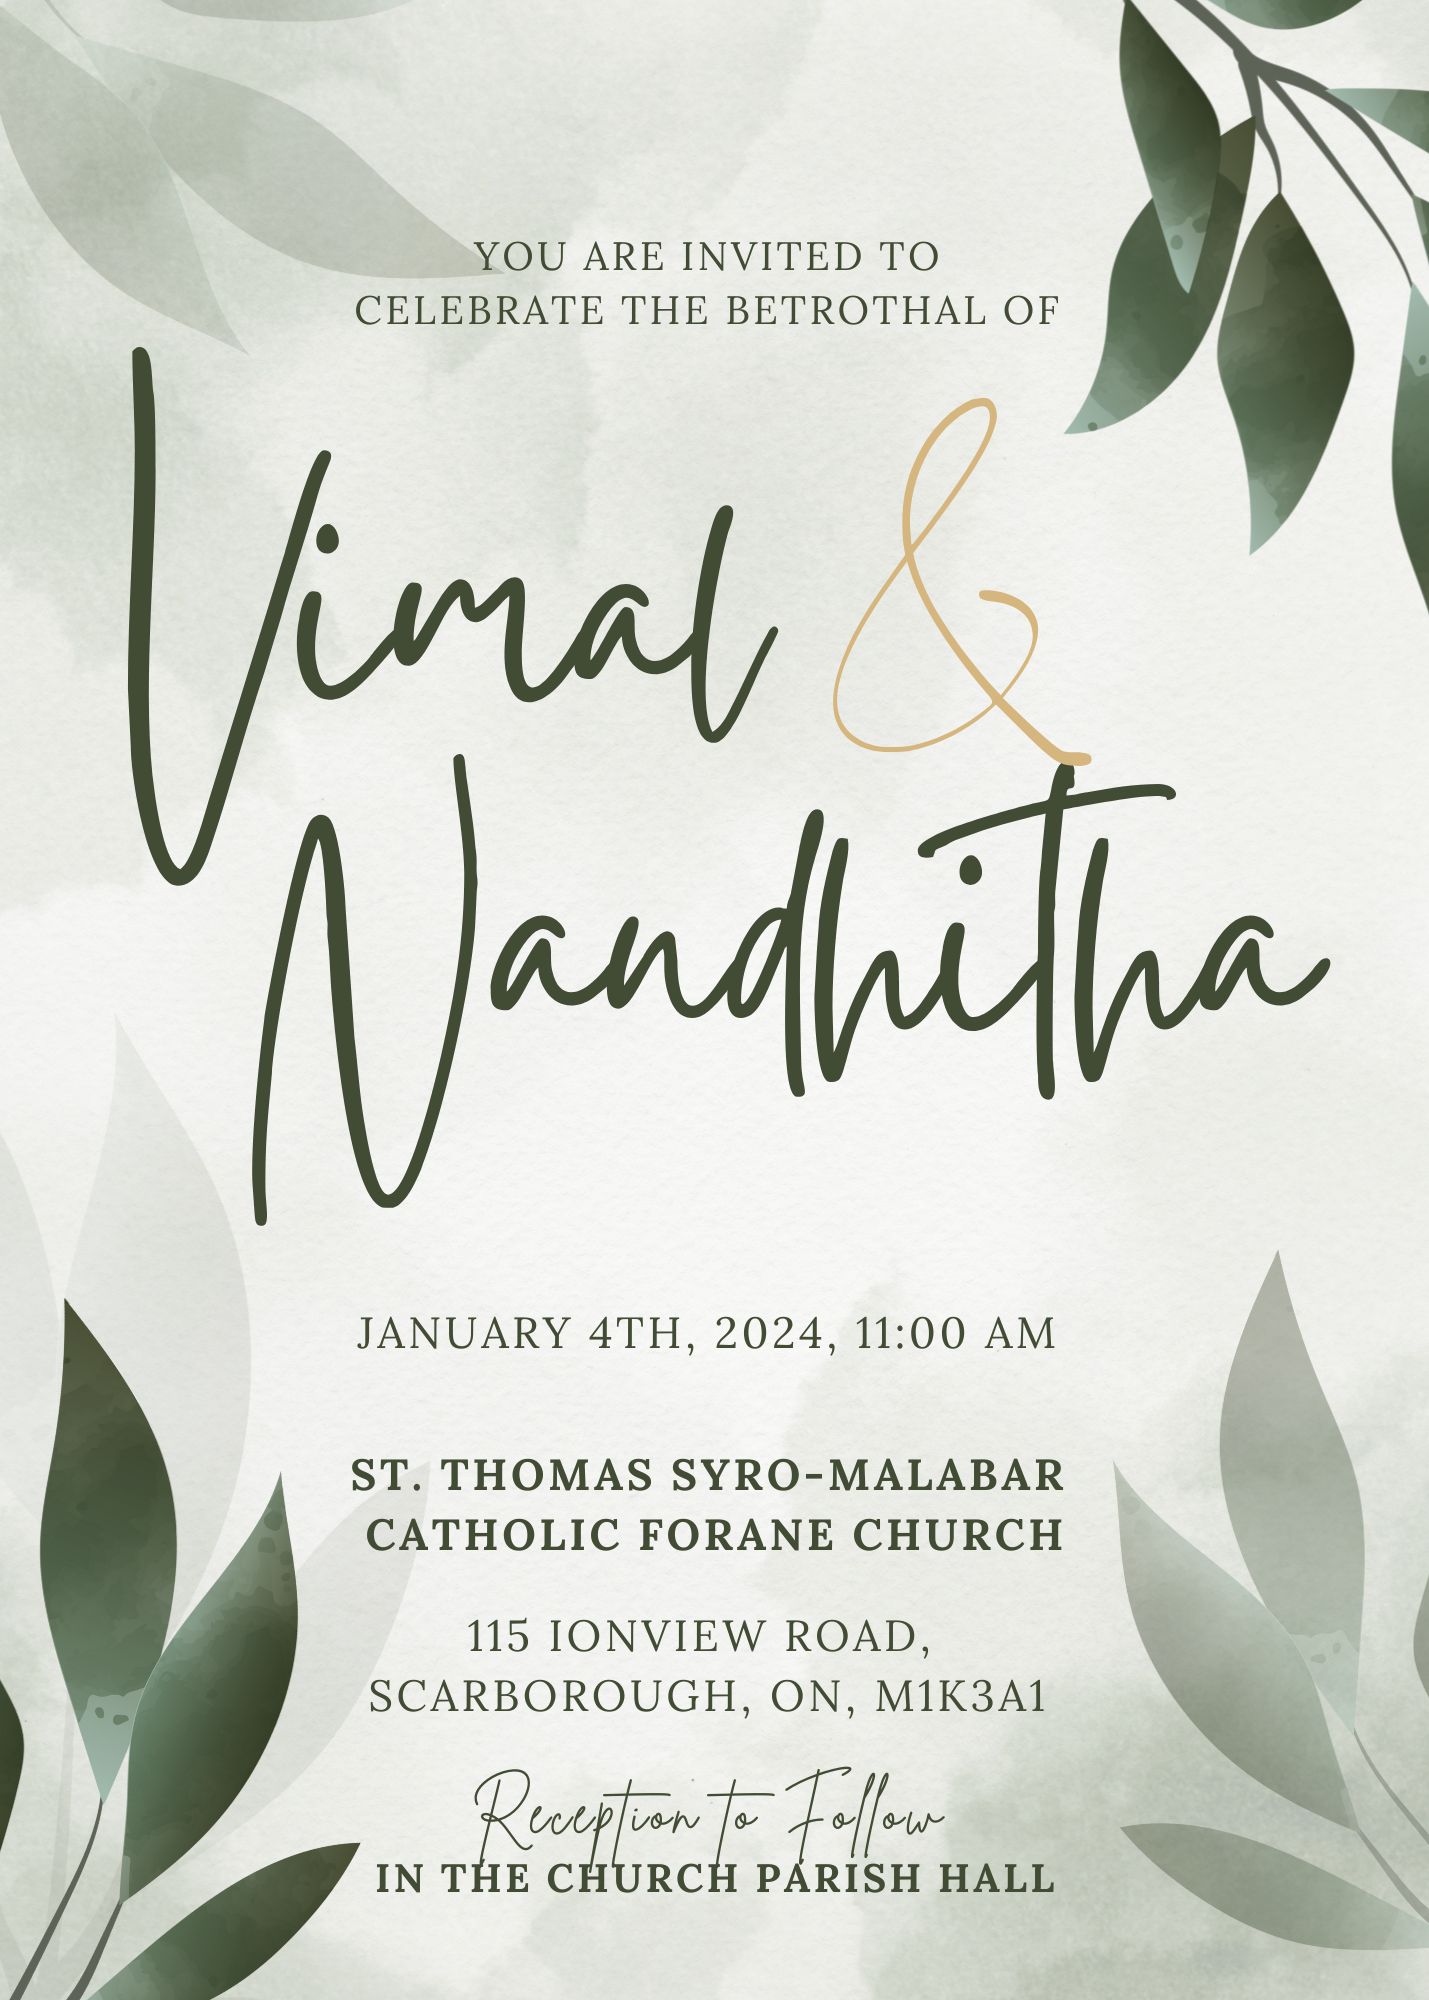 YOU ARE INVITED TO
CELEBRATE THE BETROTHAL OF
Vimal &
Nandhitha
JANUARY 4TH, 2024, 11:00 AM
ST. THOMAS SYRO-MALABAR
CATHOLIC FORANE CHURCH
115 IONVIEW ROAD,
SCARBOROUGH, ON, M1K3A1
Reception to Follow
IN THE CHURCH PARISH HALL